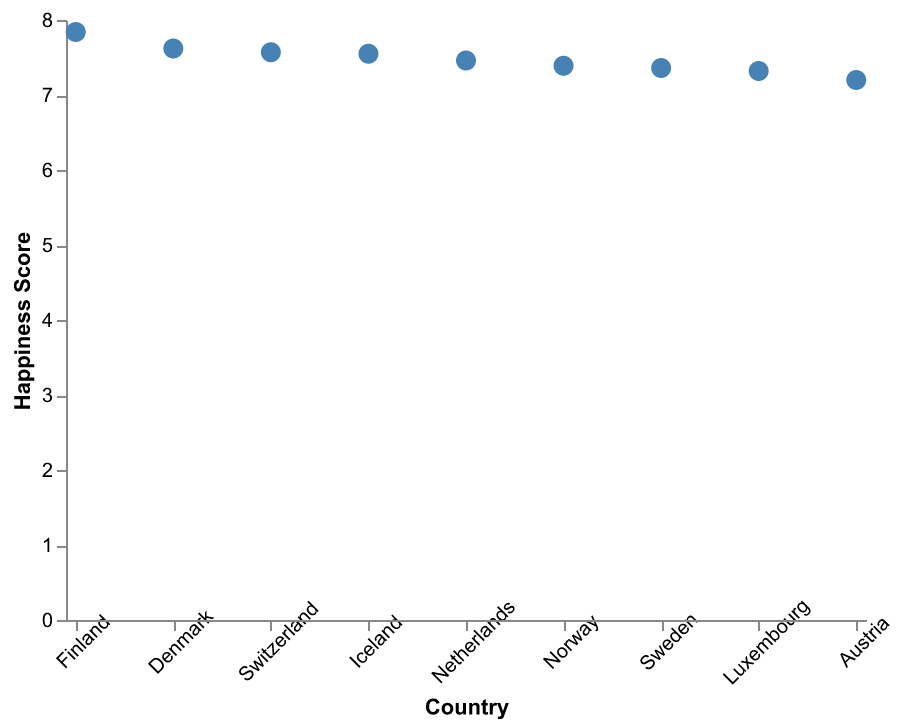 8
7
6
5
4
3
2
1
0
Happiness Score
Finland
Denmark
Switzerland
Iceland
Netherlands
Norway
Sweden
Luxembourg
Austria
Country